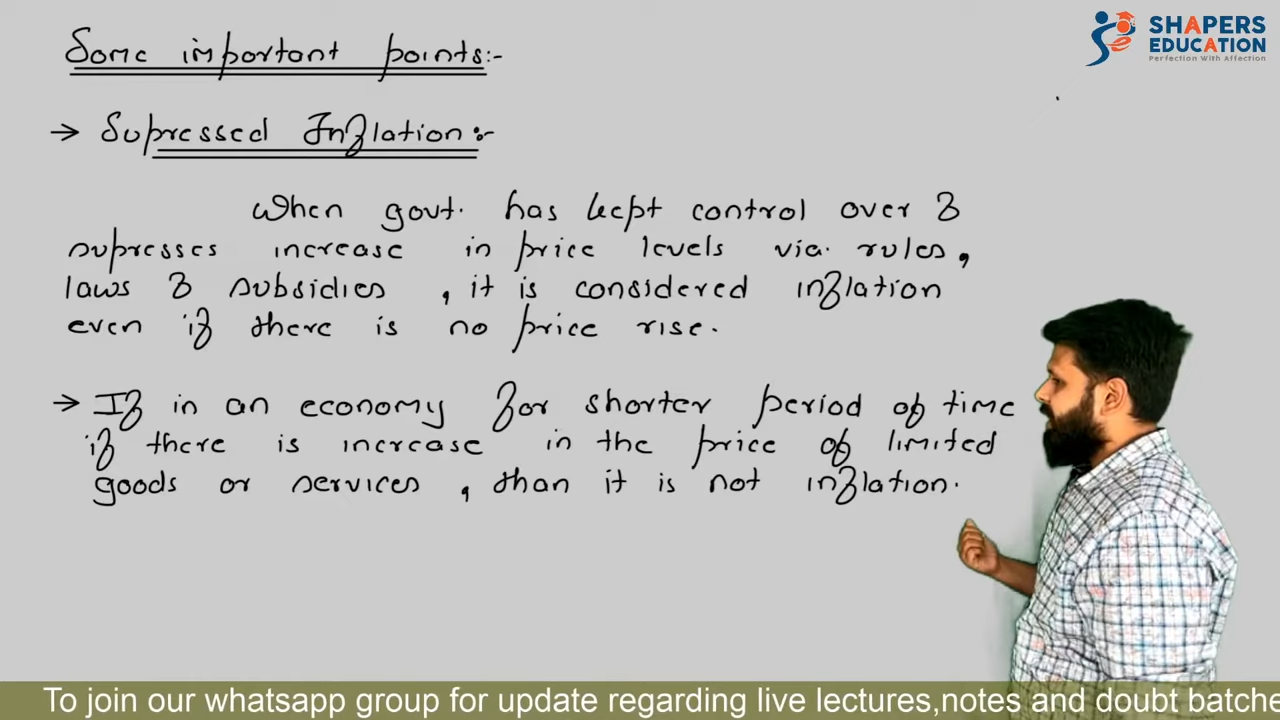 SHAPERS
EDUCATION
Perfection With Affection
Some important points:-
→ Supressed Inflation:-
When govt. has kept control over &
supresses increase in price levels via. rules,
laws & subsidies , it is considered inflation
even if there is no price rise.
→ If in an economy for shorter period of time
if there is increase in the price of limited
goods or services , than it is not inflation.
To join our whatsapp group for update regarding live lectures,notes and doubt batche